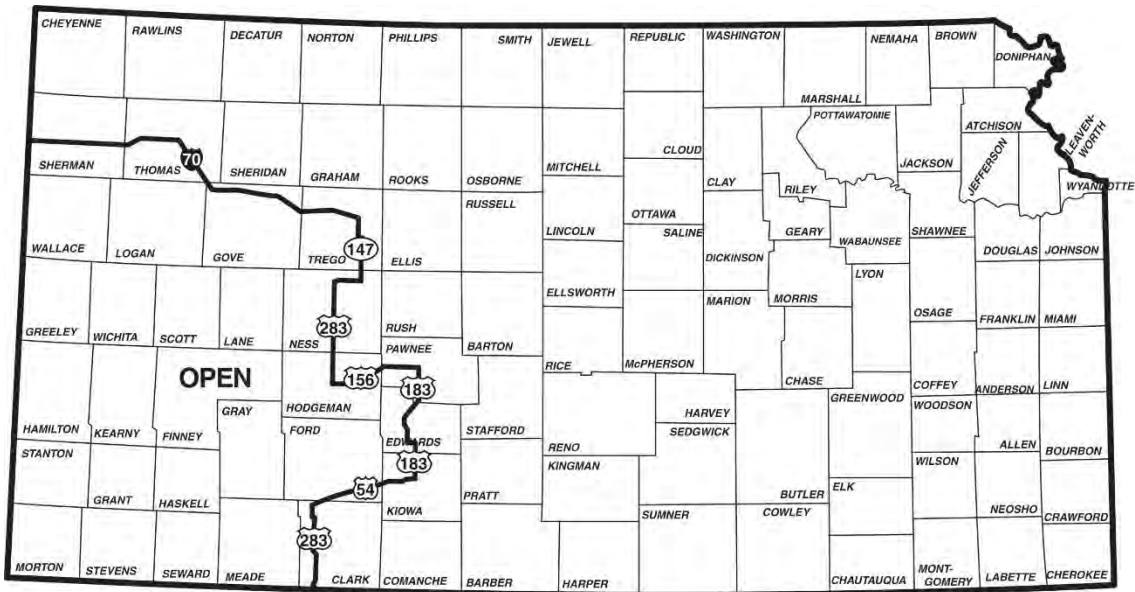 CHEYENNE
RAWLINS
DECATUR
NORTON
PHILLIPS
SMITH
JEWELL
REPUBLIC
WASHINGTON
MARSHALL
NEMAHA
BROWN
DONIPHAN
SHERMAN
THOMAS
70
SHERIDAN
GRAHAM
ROOKS
OSBORNE
MITCHELL
CLOUD
CLAY
RILEY
POTTAWATOMIE
JACKSON
ATCHISON
JEFFERSON
LEAVEN-
WORTH
WYANDOTTE
WALLACE
LOGAN
GOVE
TREGO
147
ELLIS
RUSSELL
LINCOLN
OTTAWA
SALINE
DICKINSON
GEARY
WABAUNSEE
SHAWNEE
DOUGLAS
JOHNSON
GREELEY
WICHITA
SCOTT
LANE
NESS
283
RUSH
PAWNEE
BARTON
ELLSWORTH
RICE
McPHERSON
MARION
MORRIS
CHASE
LYON
OSAGE
FRANKLIN
MIAMI
OPEN
156
183
HAMILTON
KEARNY
FINNEY
GRAY
HODGEMAN
FORD
EDWARDS
STAFFORD
RENO
HARVEY
SEDGWICK
BUTLER
GREENWOOD
COFFEY
ANDERSON
LINN
WOODSON
ALLEN
BOURBON
STANTON
GRANT
HASKELL
54
183
KIOWA
PRATT
KINGMAN
SUMNER
COWLEY
ELK
WILSON
NEOSHO
CRAWFORD
MORTON
STEVENS
SEWARD
MEADE
283
CLARK
COMANCHE
BARBER
HARPER
CHAUTAUQUA
MONT-
GOMERY
LABETTE
CHEROKEE